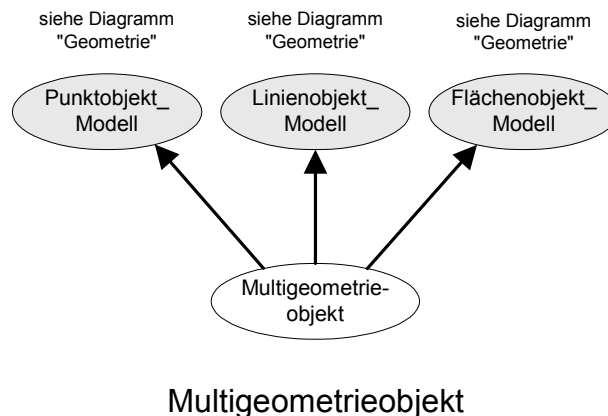 siehe Diagramm
"Geometrie"
siehe Diagramm
"Geometrie"
siehe Diagramm
"Geometrie"
Punktobjekt_
Modell
Linienobjekt_
Modell
Flächenobjekt_
Modell
Multigeometrie-
objekt
Multigeometrieobjekt